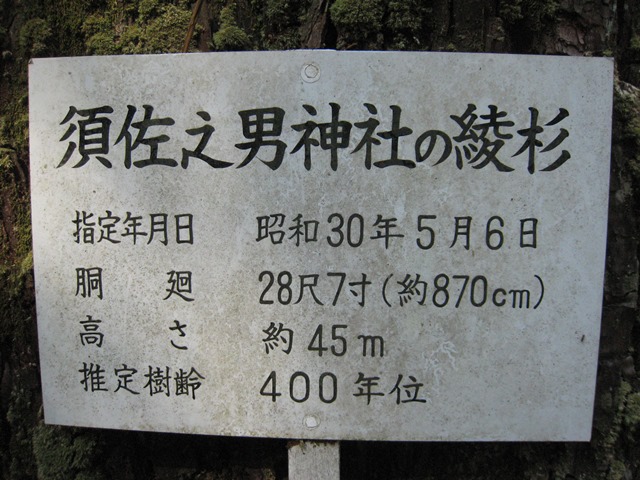 須佐之男神社の綾杉
指定年月日 昭和30年5月6日
胴廻 28尺7寸(約870cm)
高さ 約45m
推定樹齢 400年位